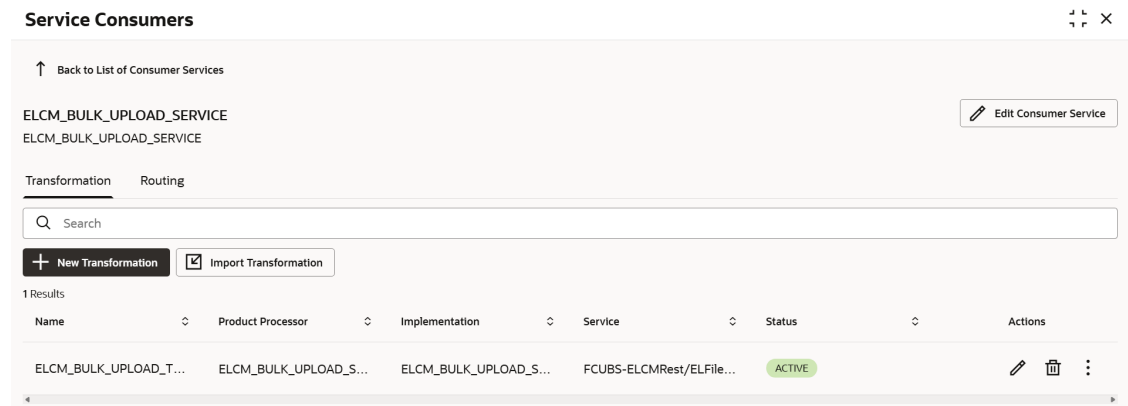 Service Consumers
Back to List of Consumer Services
ELCM_BULK_UPLOAD_SERVICE
Edit Consumer Service
ELCM_BULK_UPLOAD_SERVICE
Transformation Routing
Search
New Transformation Import Transformation
1 Results
Name Product Processor Implementation Service Status Actions
ELCM_BULK_UPLOAD_T... ELCM_BULK_UPLOAD_S... ELCM_BULK_UPLOAD_S... FCUBS-ELCMRest/ELFile... ACTIVE